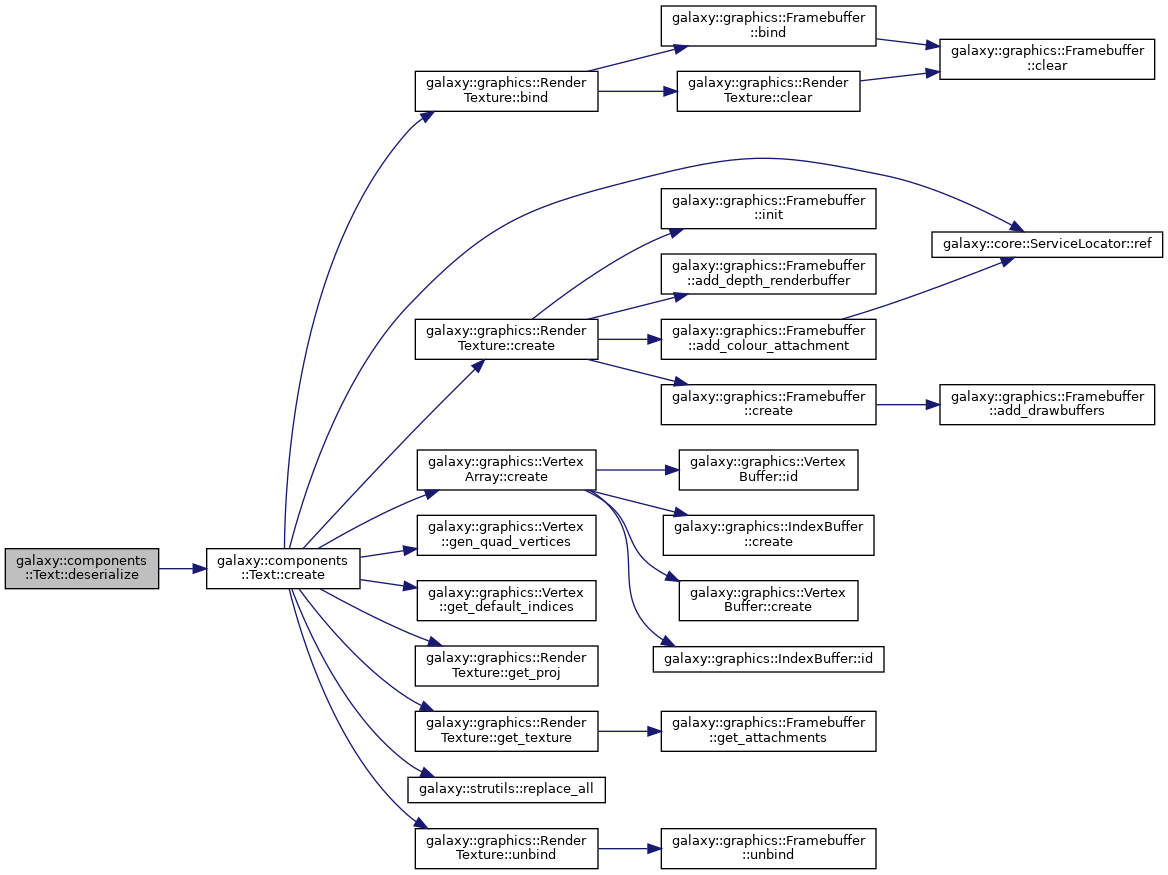 galaxy::components
::Text::deserialize
galaxy::components
::Text::create
galaxy::graphics::Render
Texture::bind
galaxy::graphics::Framebuffer
::bind
galaxy::graphics::Render
Texture::clear
galaxy::graphics::Framebuffer
::clear
galaxy::core::ServiceLocator::ref
galaxy::graphics::Render
Texture::create
galaxy::graphics::Framebuffer
::init
galaxy::graphics::Framebuffer
::add_depth_renderbuffer
galaxy::graphics::Framebuffer
::add_colour_attachment
galaxy::graphics::Framebuffer
::create
galaxy::graphics::Framebuffer
::add_drawbuffers
galaxy::graphics::Vertex
Array::create
galaxy::graphics::Vertex
Buffer::id
galaxy::graphics::IndexBuffer
::create
galaxy::graphics::Vertex
Buffer::create
galaxy::graphics::IndexBuffer::id
galaxy::graphics::Vertex
::gen_quad_vertices
galaxy::graphics::Vertex
::get_default_indices
galaxy::graphics::Render
Texture::get_proj
galaxy::graphics::Render
Texture::get_texture
galaxy::graphics::Framebuffer
::get_attachments
galaxy::strutils::replace_all
galaxy::graphics::Render
Texture::unbind
galaxy::graphics::Framebuffer
::unbind